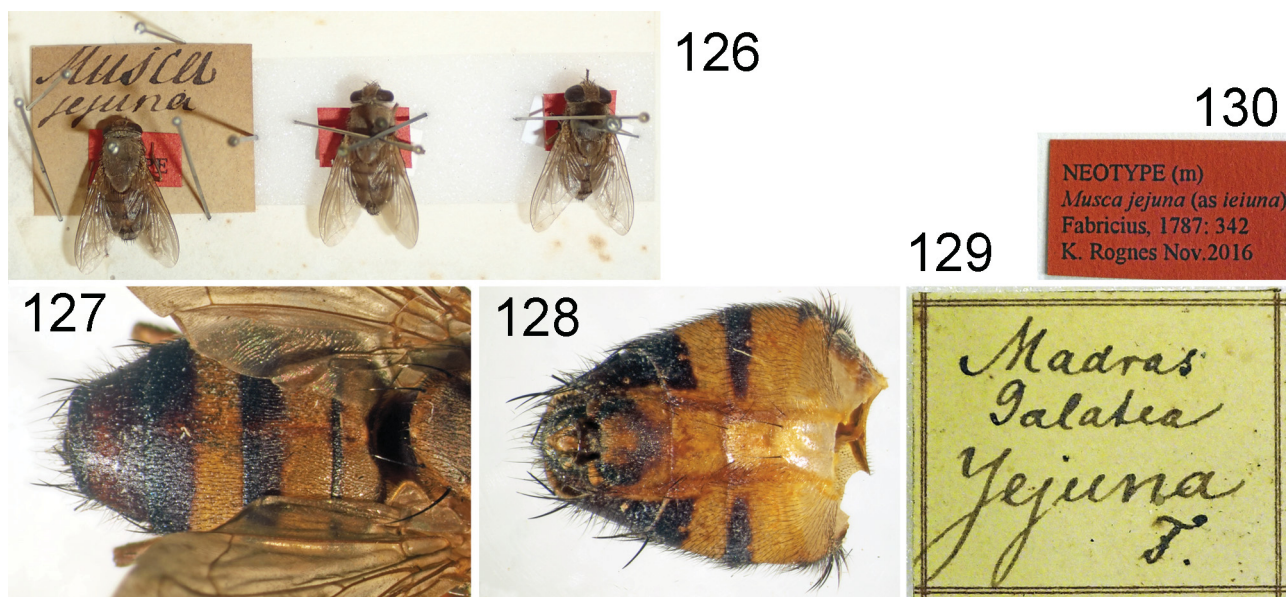 126
Musca
jejuna
PE
130
NEOTYPE (m)
Musca jejuna (as ieiuna)
Fabricius, 1787: 342
K. Rognes Nov.2016
129
Madras
Galatea
Jejuna
F.
127
128